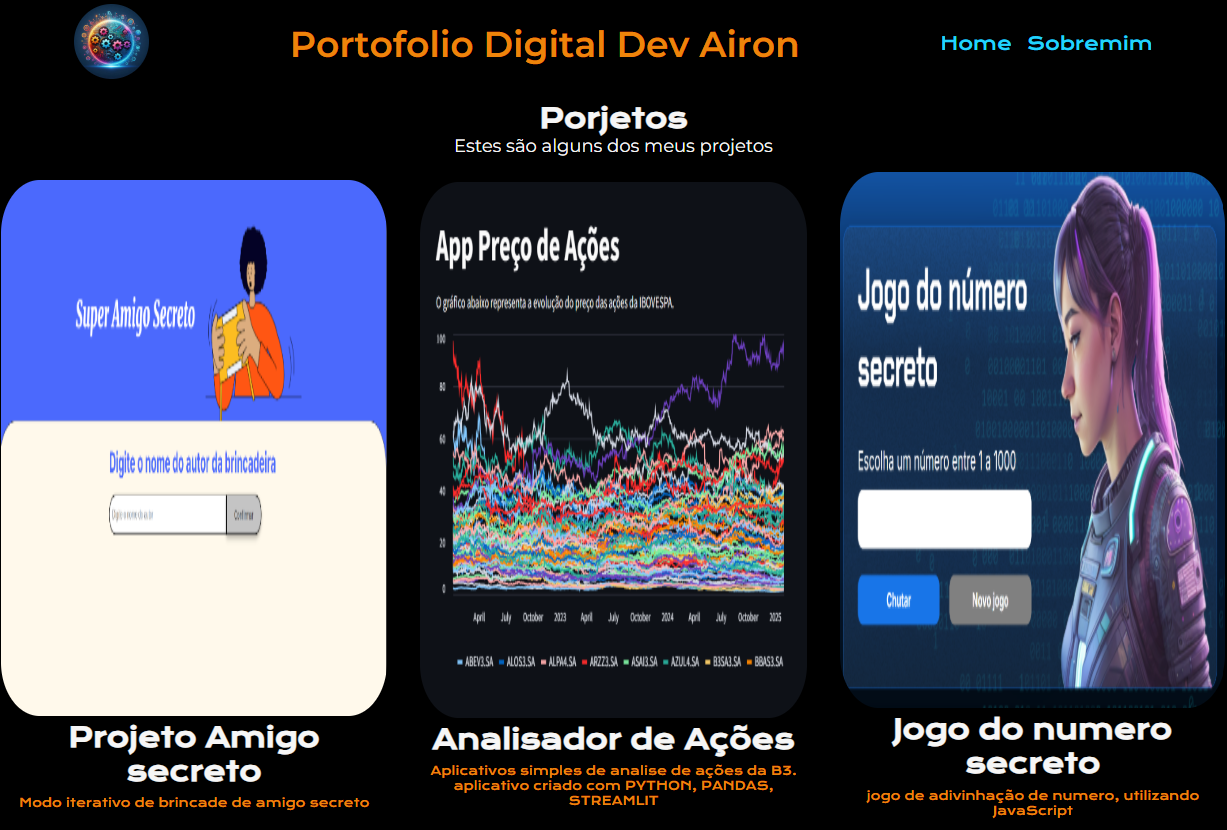 Portofolio Digital Dev Airon
Home Sobremim
Porjetos
Estes são alguns dos meus projetos
Super Amigo Secreto
Digite o nome do autor da brincadeira
Digite o nome do autor
Confirmar
Projeto Amigo
secreto
Modo iterativo de brincade de amigo secreto
App Preço de Ações
O gráfico abaixo representa a evolução do preço das ações da IBOVESPA.
100
80
60
40
20
0
April July October 2023 April July October 2024 April July October 2025
ABEV3.SA ALOS3.SA ALPA4.SA ARZZ3.SA ASAI3.SA AZUL4.SA B3SA3.SA BBAS3.SA
Analisador de Ações
Aplicativos simples de analise de ações da B3.
aplicativo criado com PYTHON, PANDAS,
STREAMLIT
Jogo do número
secreto
Escolha um número entre 1 a 1000
Chutar
Novo jogo
Jogo do numero
secreto
jogo de adivinhação de numero, utilizando
JavaScript